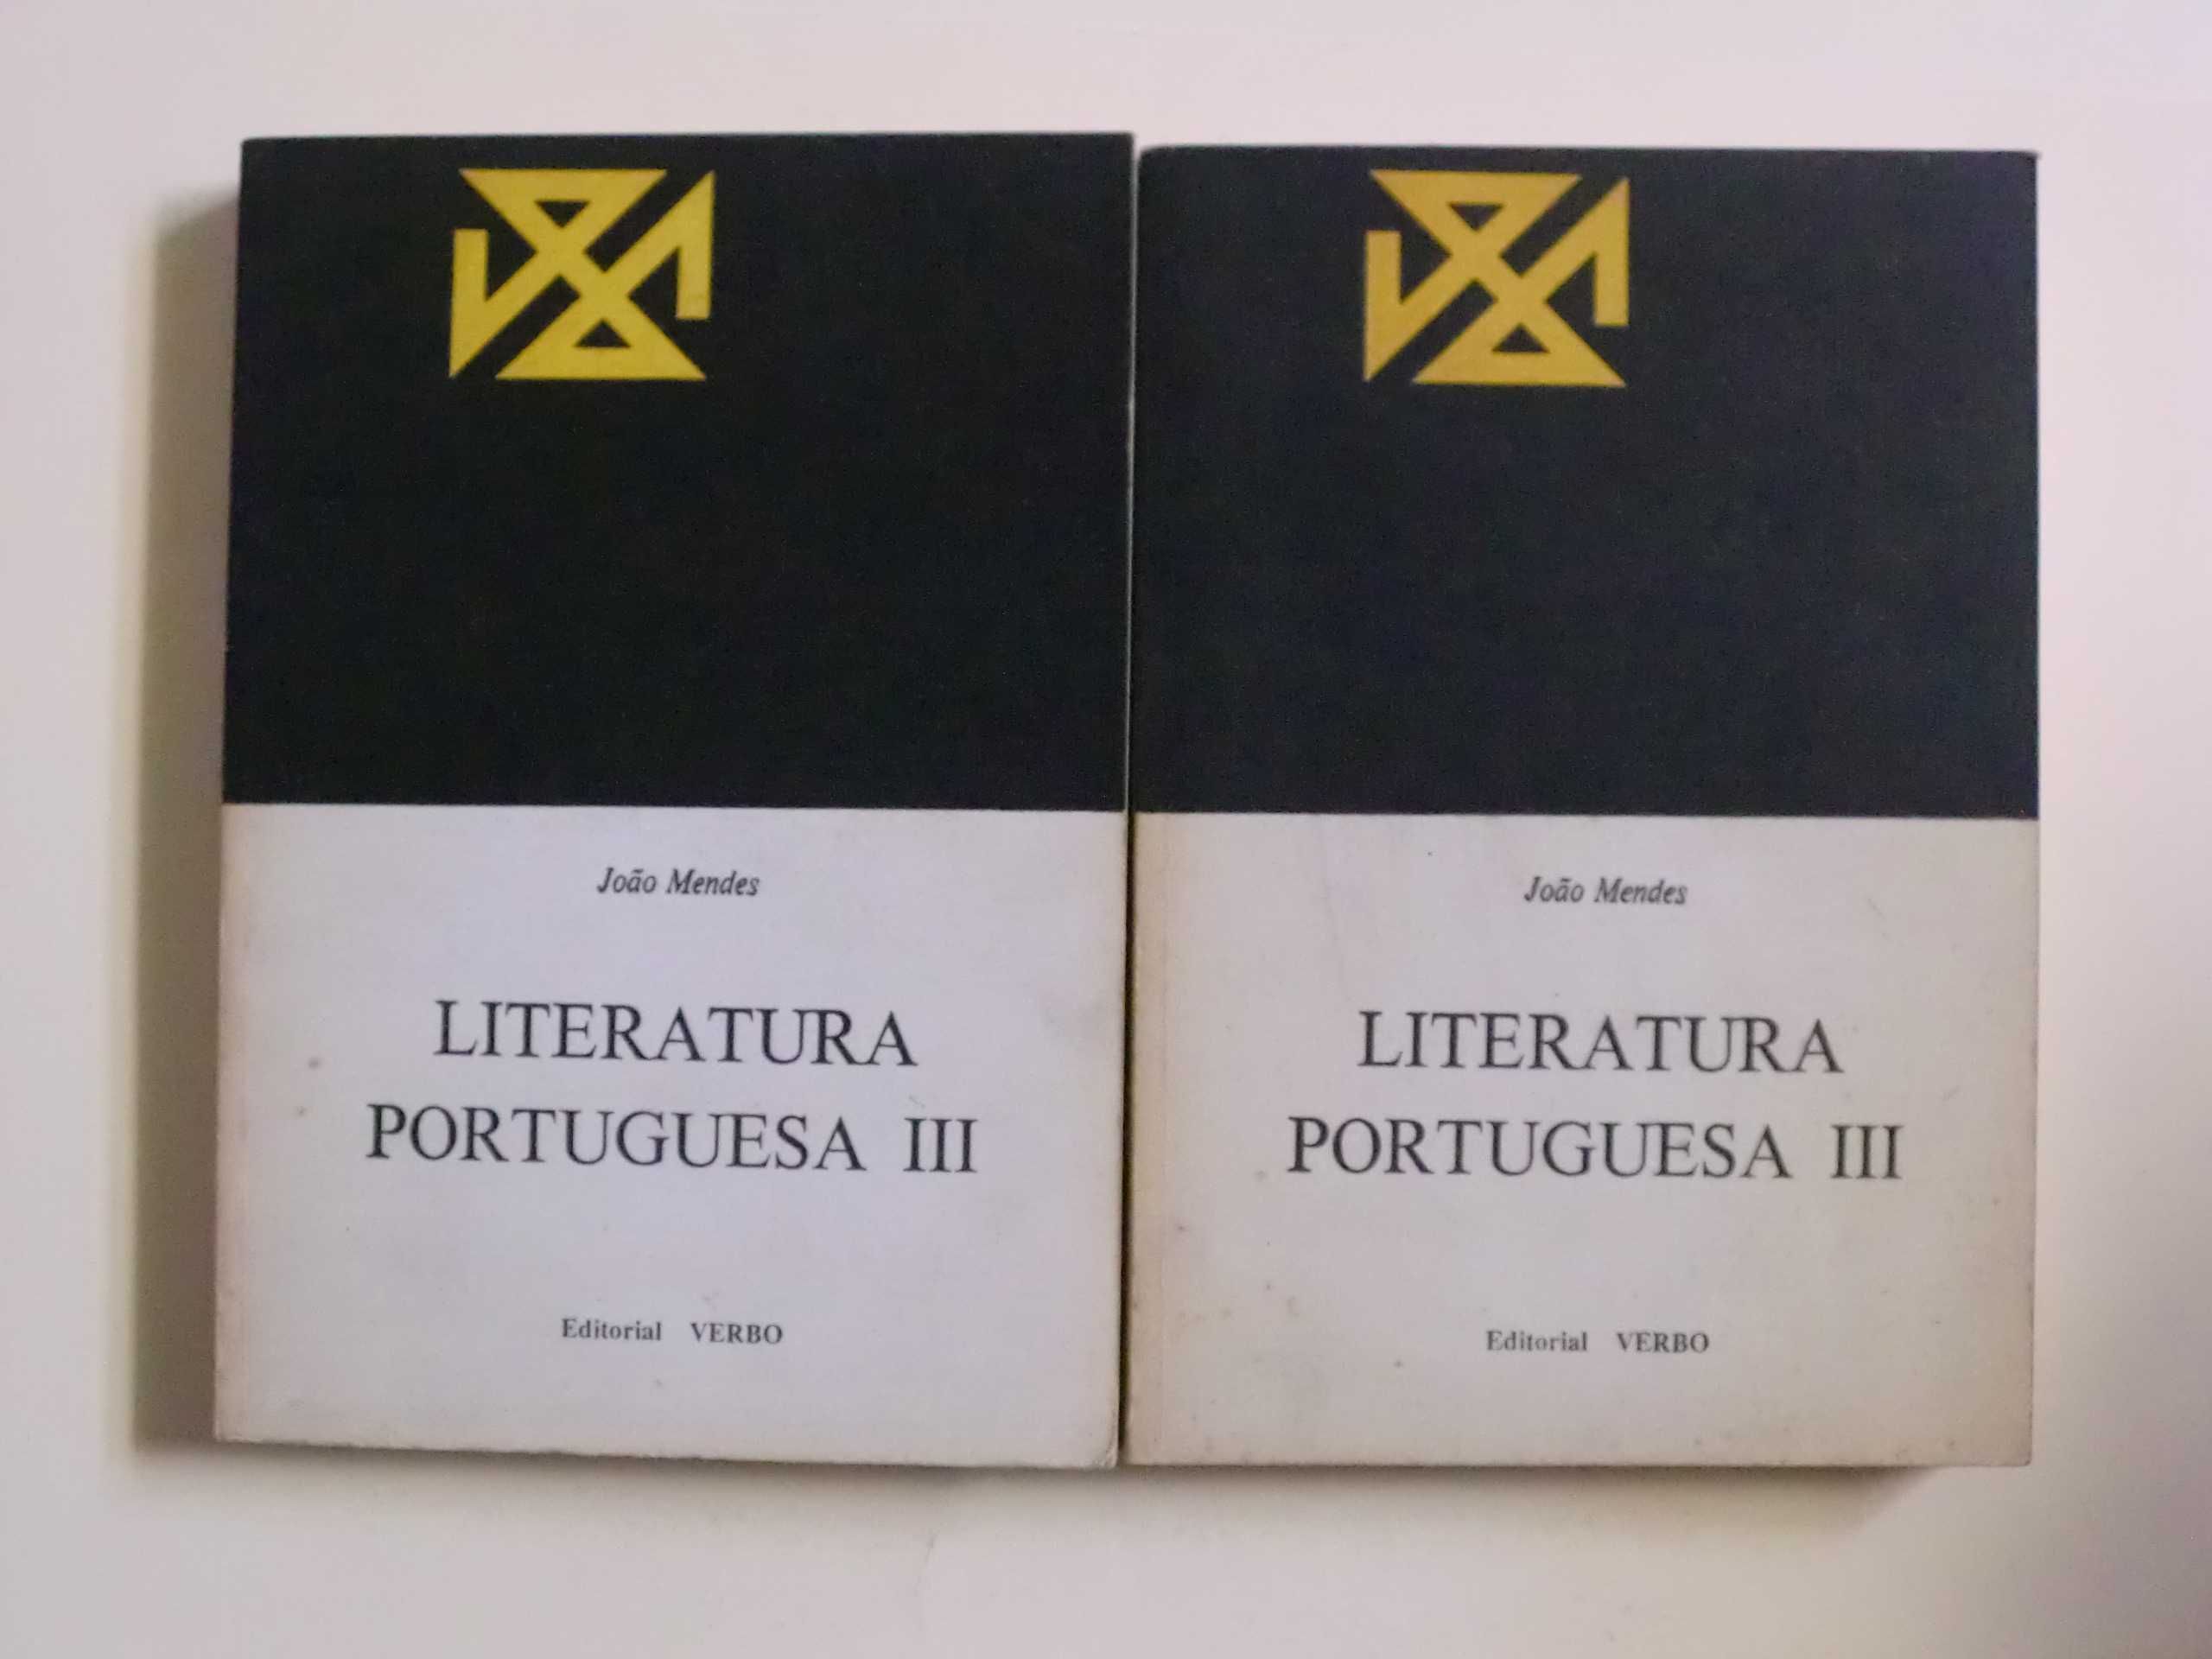 João Mendes
LITERATURA
PORTUGUESA III
Editorial VERBO
João Mendes
LITERATURA
PORTUGUESA III
Editorial VERBO